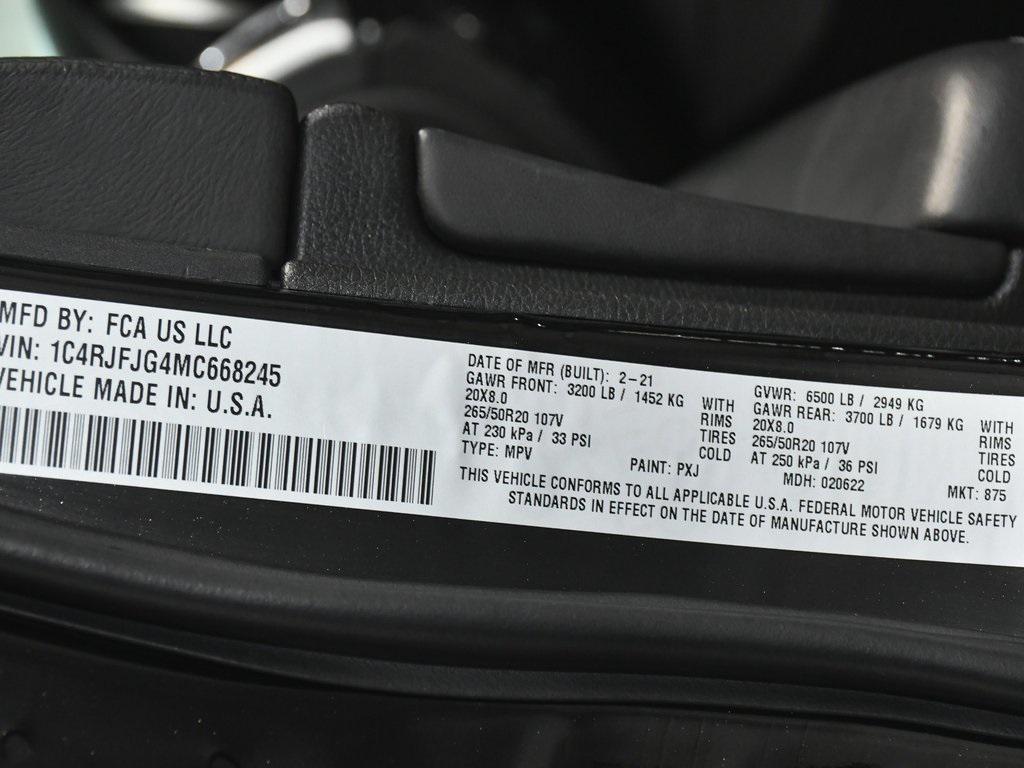 MFD BY: FCA US LLC
VIN: 1C4RJFJG4MC668245
VEHICLE MADE IN: U.S.A.
DATE OF MFR (BUILT): 2-21
GAWR FRONT: 3200 LB / 1452 KG WITH
20X8.0 RIMS
265/50R20 107V TIRES
AT 230 kPa / 33 PSI COLD
TYPE: MPV PAINT: PXJ
GVWR: 6500 LB / 2949 KG
GAWR REAR: 3700 LB / 1679 KG WITH
20X8.0 RIMS
265/50R20 107V TIRES
AT 250 kPa / 36 PSI COLD
MDH: 020622 MKT: 875
THIS VEHICLE CONFORMS TO ALL APPLICABLE U.S.A. FEDERAL MOTOR VEHICLE SAFETY
STANDARDS IN EFFECT ON THE DATE OF MANUFACTURE SHOWN ABOVE.